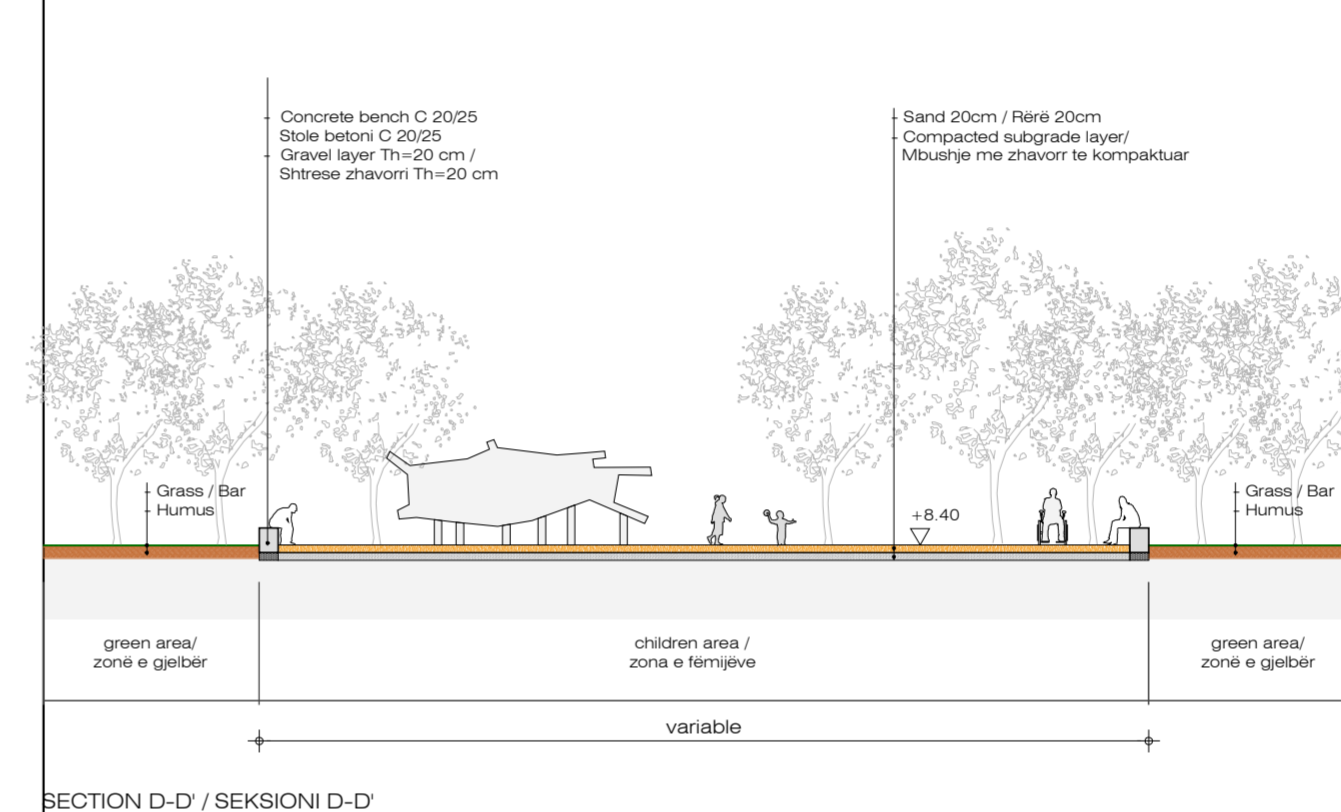 Concrete bench C 20/25
Stole betoni C 20/25
Gravel layer Th=20 cm /
Shtrese zhavorri Th=20 cm
Sand 20cm / Rërë 20cm
Compacted subgrade layer/
Mbushje me zhavorr te kompaktuar
Grass / Bar
Humus
+8.40
Grass / Bar
Humus
green area/
zonë e gjelbër
children area /
zona e fëmijëve
green area/
zonë e gjelbër
variable
SECTION D-D' / SEKSIONI D-D'